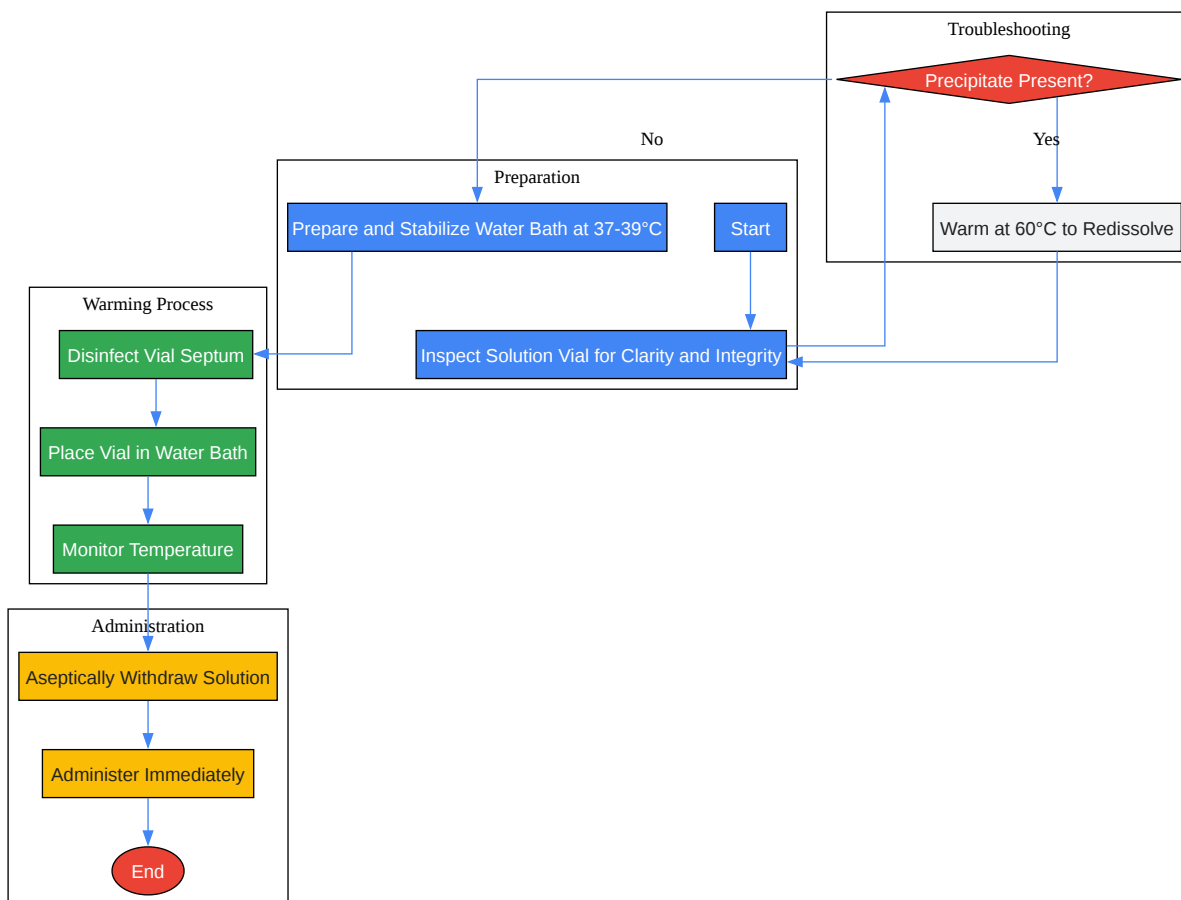 Troubleshooting
Precipitate Present?
No
Yes
Preparation
Prepare and Stabilize Water Bath at 37-39°C
Start
Warm at 60°C to Redissolve
Warming Process
Disinfect Vial Septum
Inspect Solution Vial for Clarity and Integrity
Place Vial in Water Bath
Monitor Temperature
Administration
Aseptically Withdraw Solution
Administer Immediately
End